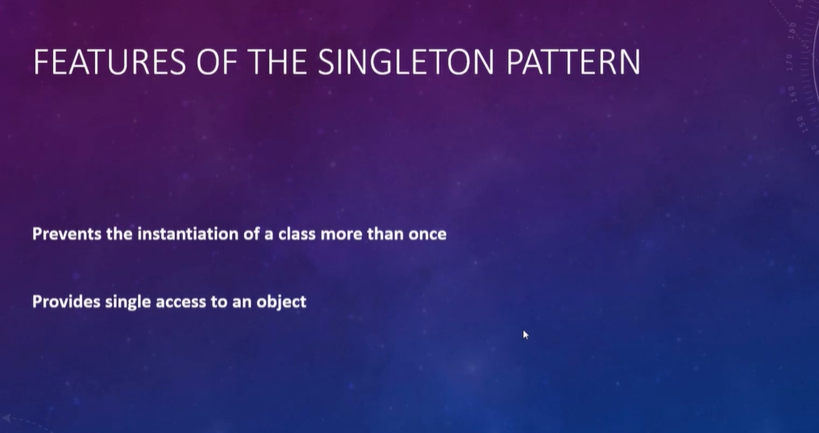 FEATURES OF THE SINGLETON PATTERN
Prevents the instantiation of a class more than once
Provides single access to an object